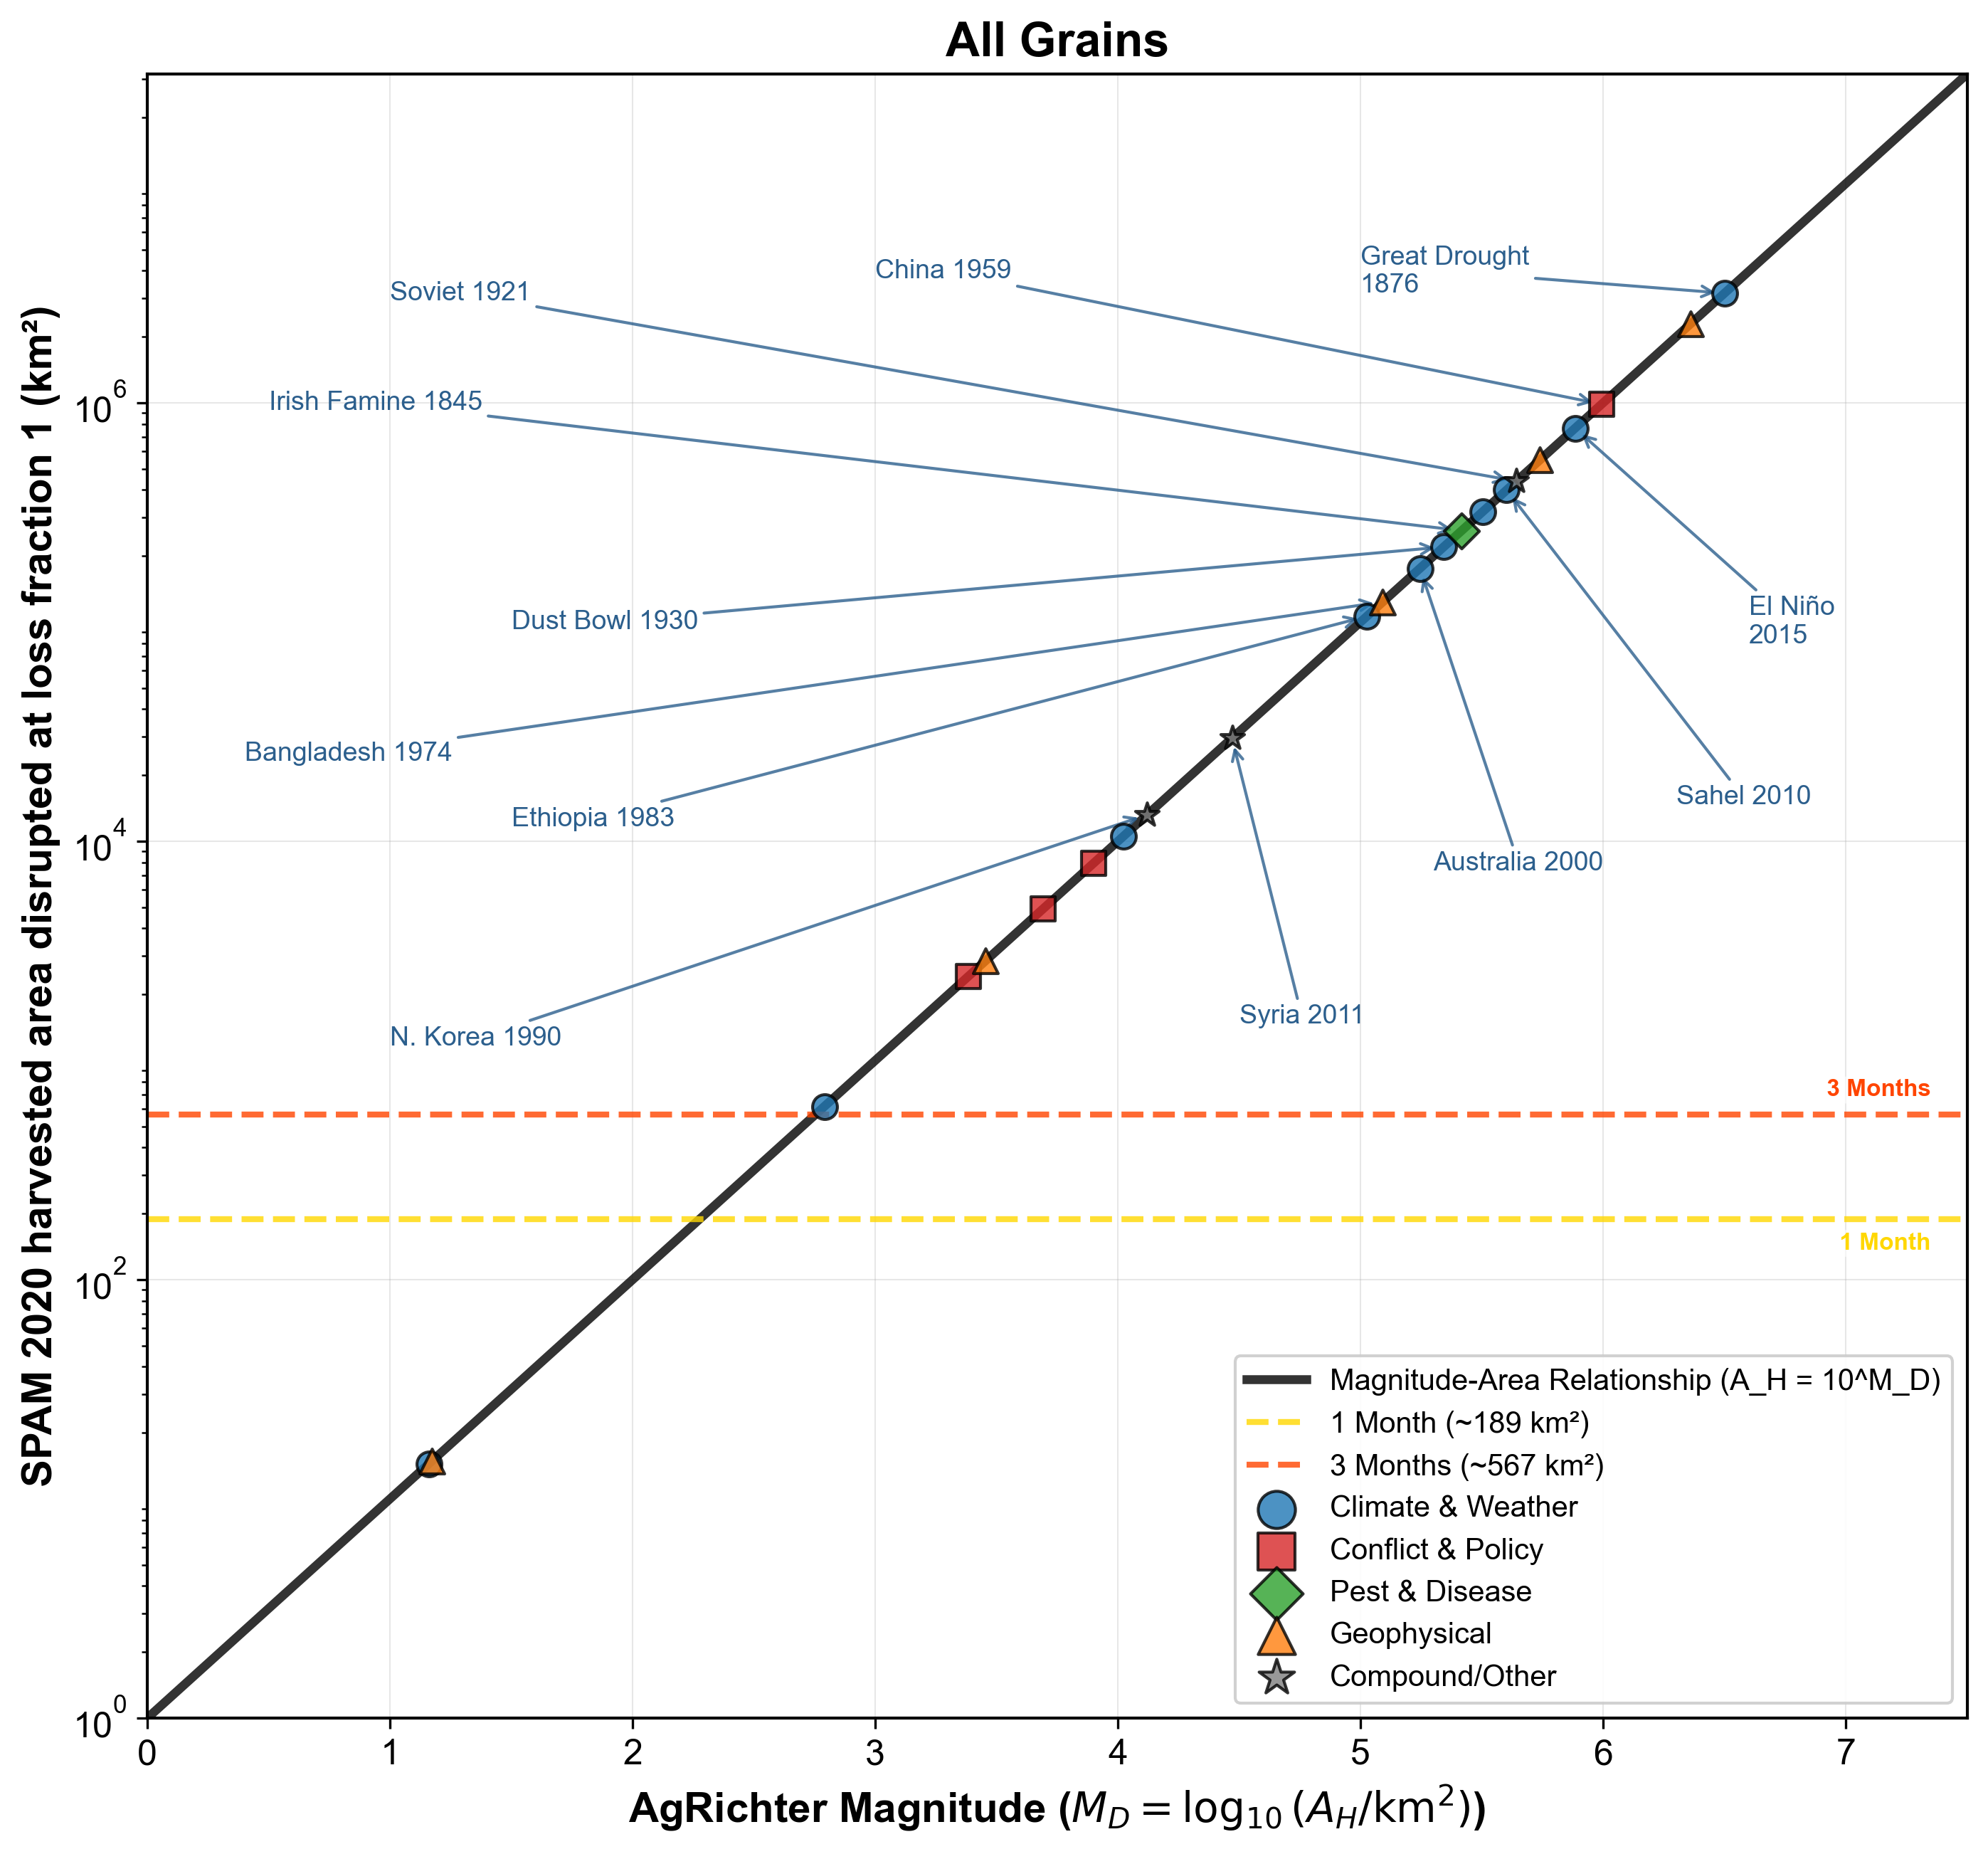 All Grains
SPAM 2020 harvested area disrupted at loss fraction 1 (km²)
10^6
10^4
10^2
10^0
Soviet 1921
China 1959
Great Drought
1876
Irish Famine 1845
Dust Bowl 1930
El Niño
2015
Bangladesh 1974
Ethiopia 1983
Sahel 2010
Australia 2000
N. Korea 1990
Syria 2011
3 Months
1 Month
Magnitude-Area Relationship (A_H = 10^M_D)
1 Month (~189 km²)
3 Months (~567 km²)
Climate & Weather
Conflict & Policy
Pest & Disease
Geophysical
Compound/Other
0 1 2 3 4 5 6 7
AgRichter Magnitude (M_D = log_10 (A_H/km²))